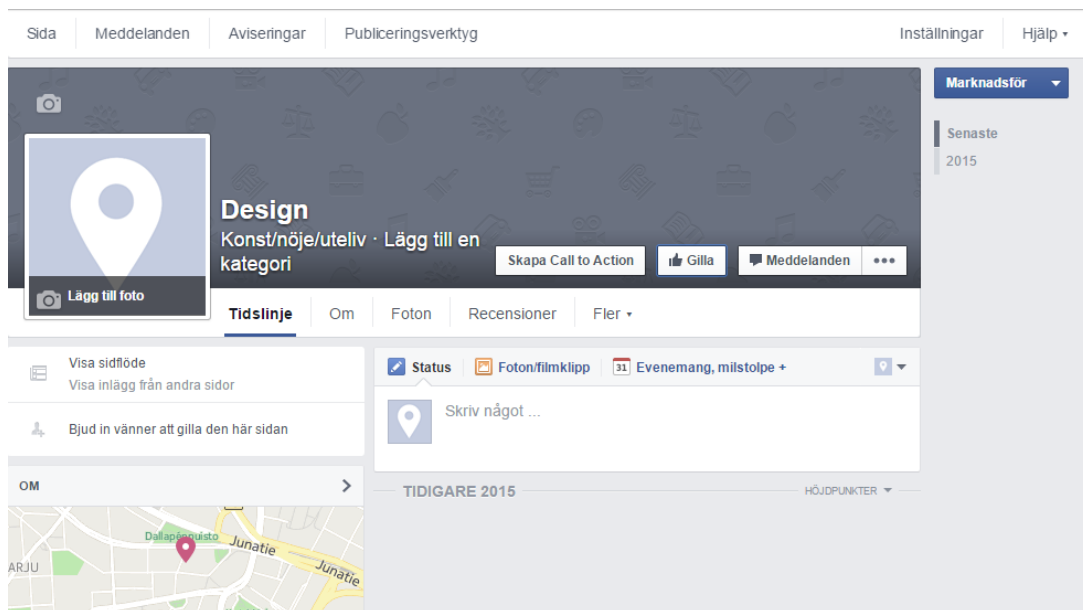 Sida Meddelanden Aviseringar Publiceringsverktyg Inställningar Hjälp
Marknadsför
Senaste
2015
Design
Konst/nöje/uteliv · Lägg till en
kategori
Skapa Call to Action Gilla Meddelanden
Lägg till foto
Tidslinje Om Foton Recensioner Fler
Visa sidflöde
Visa inlägg från andra sidor
Bjud in vänner att gilla den här sidan
Status Foton/filmklipp 31 Evenemang, milstolpe +
Skriv något ...
OM
TIDIGARE 2015 HÖJDPUNKTER
Dallapénpuisto
Junatie
Junatie
ARJU